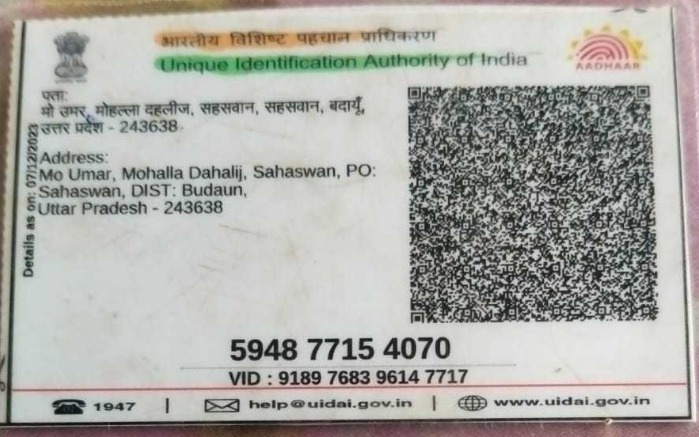 भारतीय विशिष्ट पहचान प्राधिकरण
Unique Identification Authority of India
AADHAAR
पता:
मो उमर, मोहल्ला दहलीज, सहसवान, सहसवान, बदायूँ,
उत्तर प्रदेश - 243638
Address:
Mo Umar, Mohalla Dahalij, Sahaswan, PO:
Sahaswan, DIST: Budaun,
Uttar Pradesh - 243638
Details as on: 07/12/2023
5948 7715 4070
VID : 9189 7683 9614 7717
1947 | help@uidai.gov.in | www.uidai.gov.in